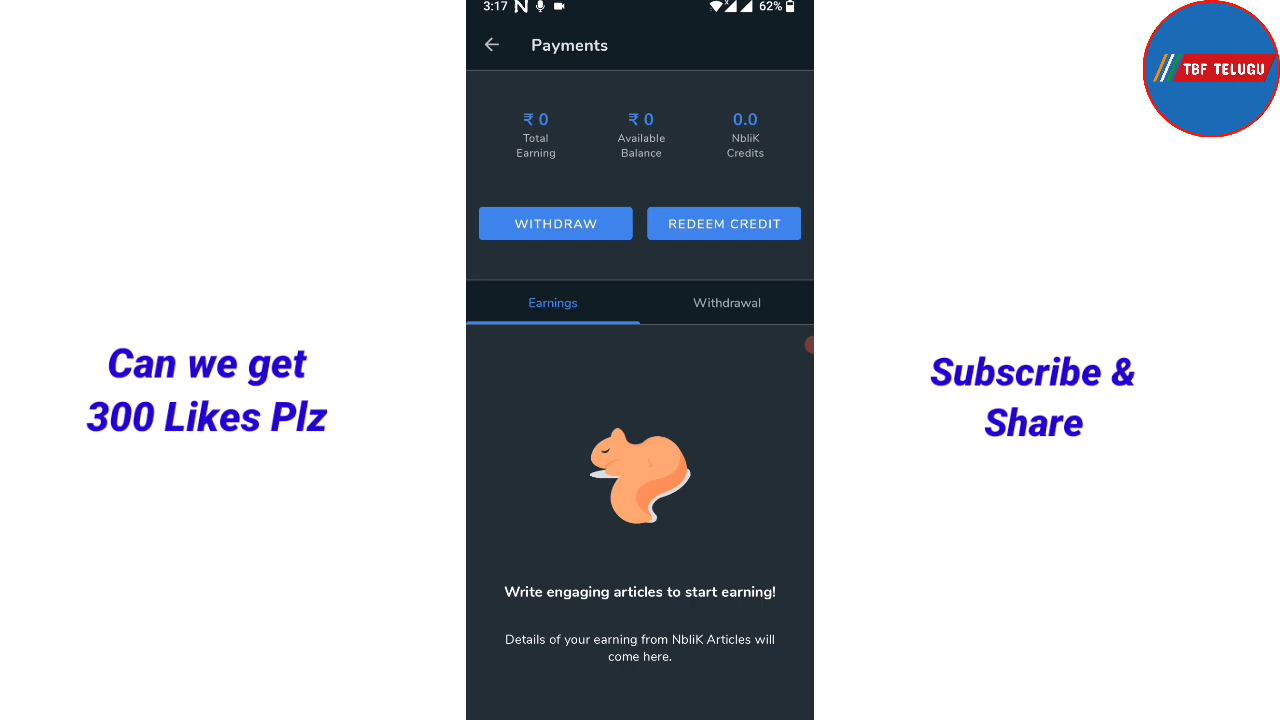 3:17 N 62%
TBF TELUGU
Payments
₹ 0 ₹ 0 0.0
Total Available NbliK
Earning Balance Credits
WITHDRAW REDEEM CREDIT
Earnings Withdrawal
Can we get
300 Likes Plz
Subscribe &
Share
Write engaging articles to start earning!
Details of your earning from NbliK Articles will
come here.